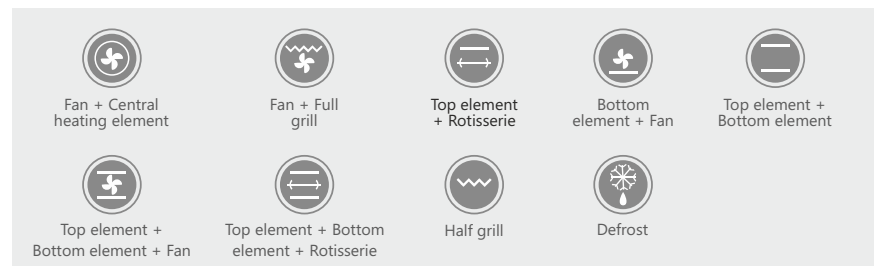 Fan + Central
heating element
Fan + Full
grill
Top element
+ Rotisserie
Bottom
element + Fan
Top element +
Bottom element
Top element +
Bottom element + Fan
Top element + Bottom
element + Rotisserie
Half grill
Defrost